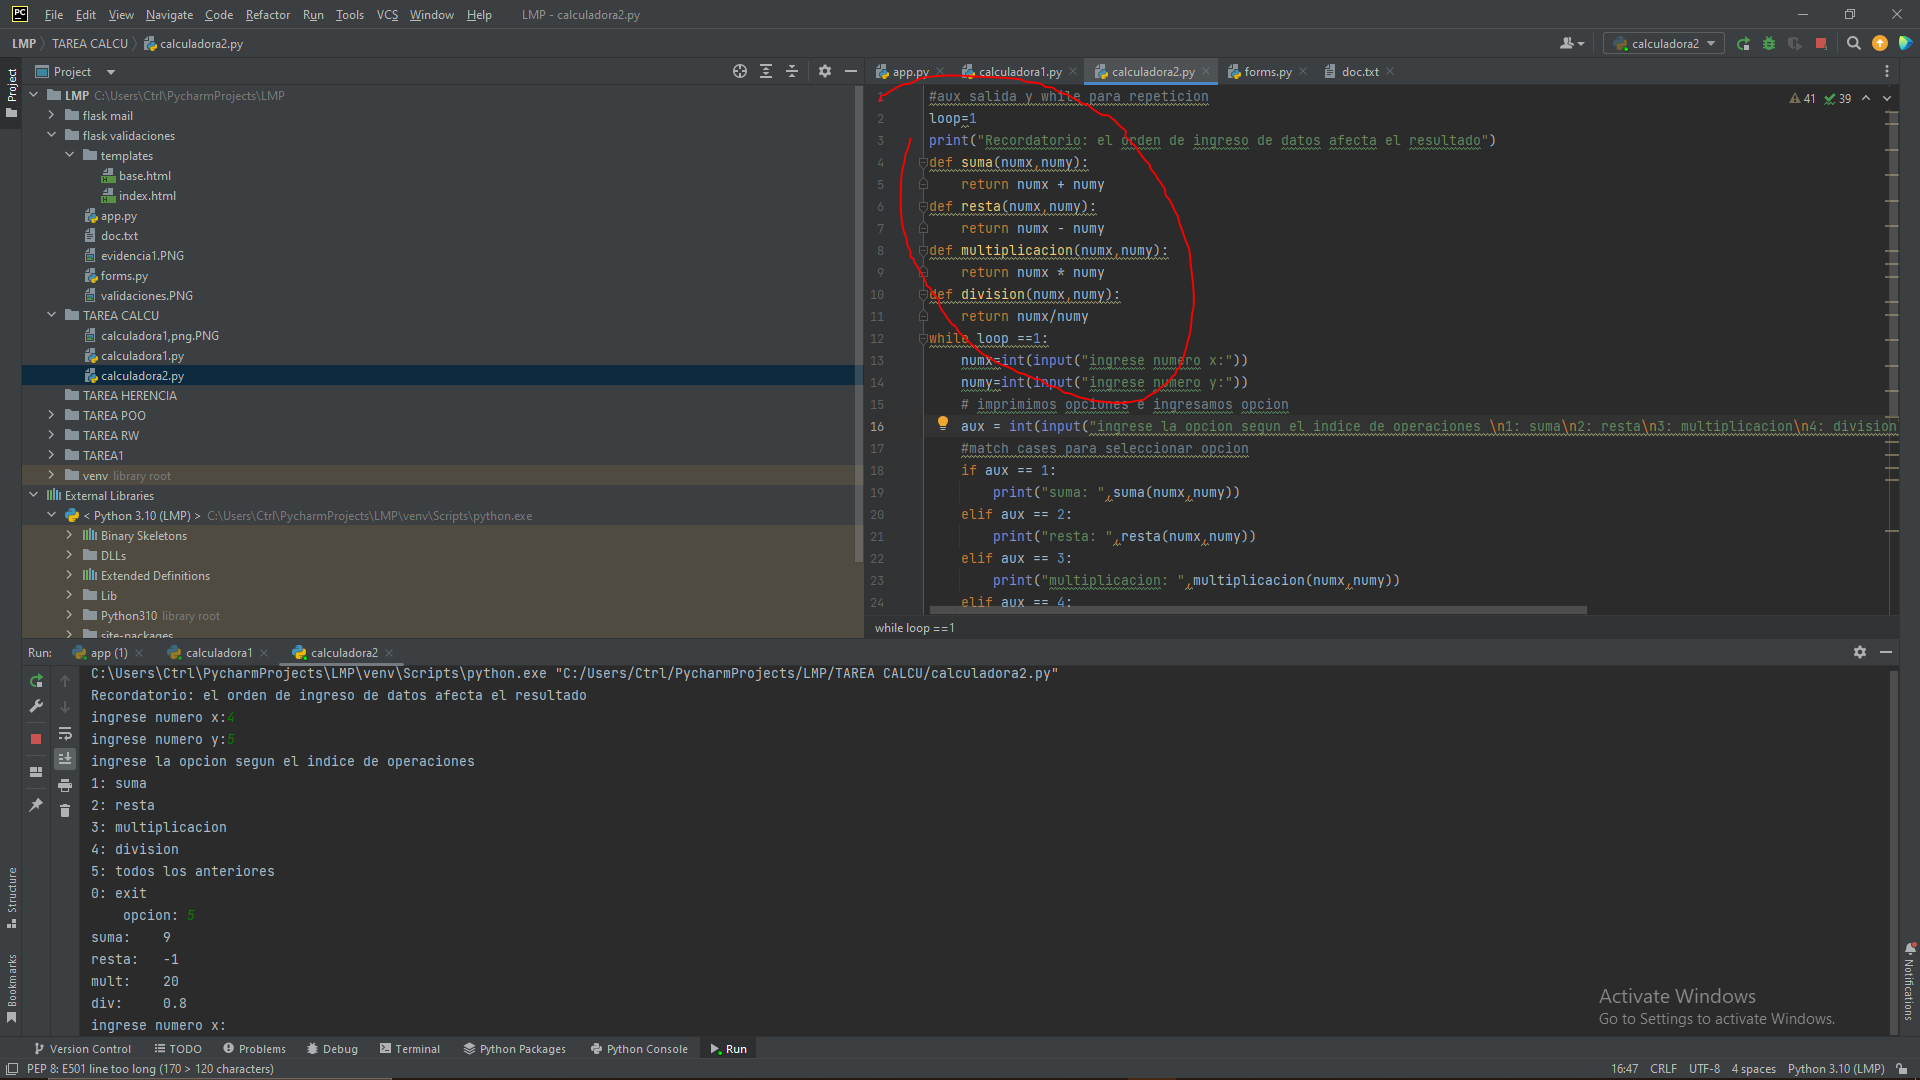 PC File Edit View Navigate Code Refactor Run Tools VCS Window Help LMP - calculadora2.py
LMP TAREA CALCU calculadora2.py calculadora2
Project
Project
app.py calculadora1.py calculadora2.py forms.py doc.txt
LMP C:\Users\Ctrl\PycharmProjects\LMP
flask mail
flask validaciones
templates
base.html
index.html
app.py
doc.txt
evidencia1.PNG
forms.py
validaciones.PNG
TAREA CALCU
calculadora1,png.PNG
calculadora1.py
calculadora2.py
TAREA HERENCIA
TAREA POO
TAREA RW
TAREA1
venv library root
External Libraries
< Python 3.10 (LMP) > C:\Users\Ctrl\PycharmProjects\LMP\venv\Scripts\python.exe
Binary Skeletons
DLLs
Extended Definitions
Lib
Python310 library root
site-packages
41 39
1 #aux salida y while para repeticion
2 loop=1
3 print("Recordatorio: el orden de ingreso de datos afecta el resultado")
4 def suma(numx,numy):
5 return numx + numy
6 def resta(numx,numy):
7 return numx - numy
8 def multiplicacion(numx,numy):
9 return numx * numy
10 def division(numx,numy):
11 return numx/numy
12 while loop ==1:
13 numx=int(input("ingrese numero x:"))
14 numy=int(input("ingrese numero y:"))
15 # imprimimos opciones e ingresamos opcion
16 aux = int(input("ingrese la opcion segun el indice de operaciones \n1: suma\n2: resta\n3: multiplicacion\n4: division
17 #match cases para seleccionar opcion
18 if aux == 1:
19 print("suma: ",suma(numx,numy))
20 elif aux == 2:
21 print("resta: ",resta(numx,numy))
22 elif aux == 3:
23 print("multiplicacion: ",multiplicacion(numx,numy))
24 elif aux == 4:
while loop ==1
Run: app (1) calculadora1 calculadora2
C:\Users\Ctrl\PycharmProjects\LMP\venv\Scripts\python.exe "C:/Users/Ctrl/PycharmProjects/LMP/TAREA CALCU/calculadora2.py"
Recordatorio: el orden de ingreso de datos afecta el resultado
ingrese numero x:4
ingrese numero y:5
ingrese la opcion segun el indice de operaciones
1: suma
2: resta
3: multiplicacion
4: division
5: todos los anteriores
0: exit
opcion: 5
suma: 9
resta: -1
mult: 20
div: 0.8
ingrese numero x:
Structure
Bookmarks
Notifications
Activate Windows
Go to Settings to activate Windows.
Version Control TODO Problems Debug Terminal Python Packages Python Console Run
PEP 8: E501 line too long (170 > 120 characters) 16:47 CRLF UTF-8 4 spaces Python 3.10 (LMP)